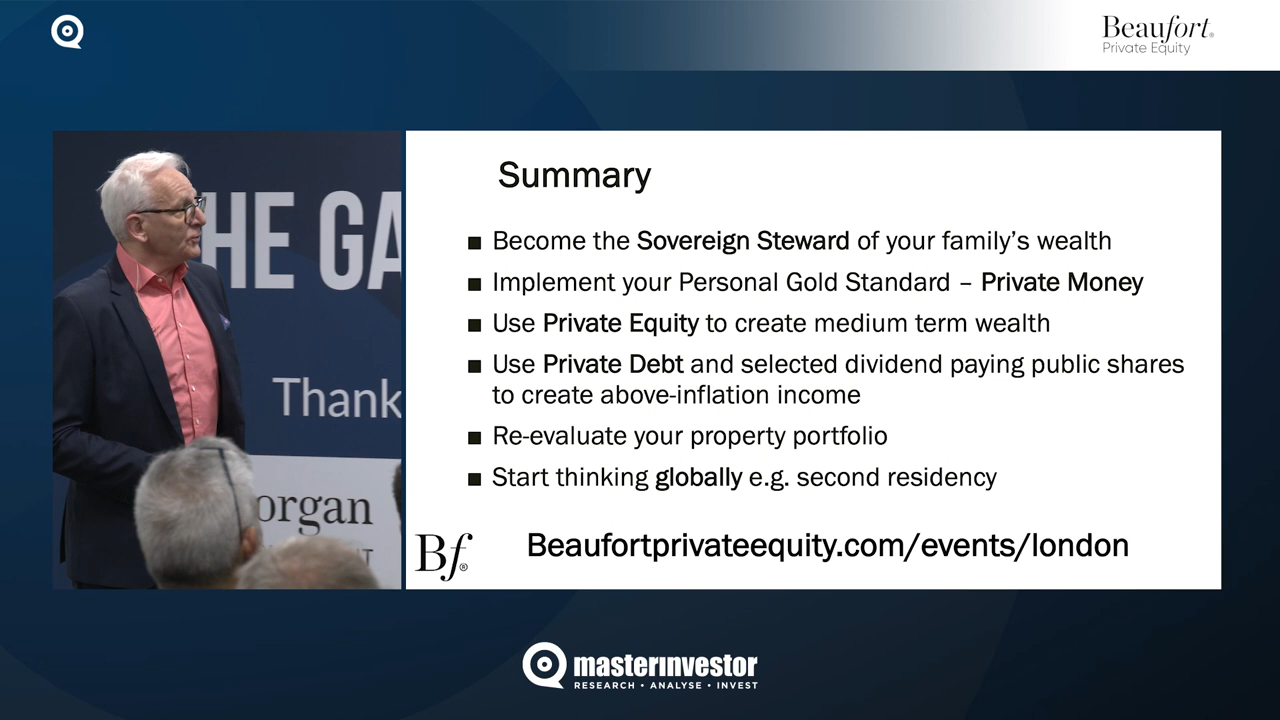 Beaufort®
Private Equity
HE GA
Thank
organ
Summary
■ Become the Sovereign Steward of your family’s wealth
■ Implement your Personal Gold Standard – Private Money
■ Use Private Equity to create medium term wealth
■ Use Private Debt and selected dividend paying public shares
to create above-inflation income
■ Re-evaluate your property portfolio
■ Start thinking globally e.g. second residency
Bf®
Beaufortprivateequity.com/events/london
masterinvestor
RESEARCH • ANALYSE • INVEST